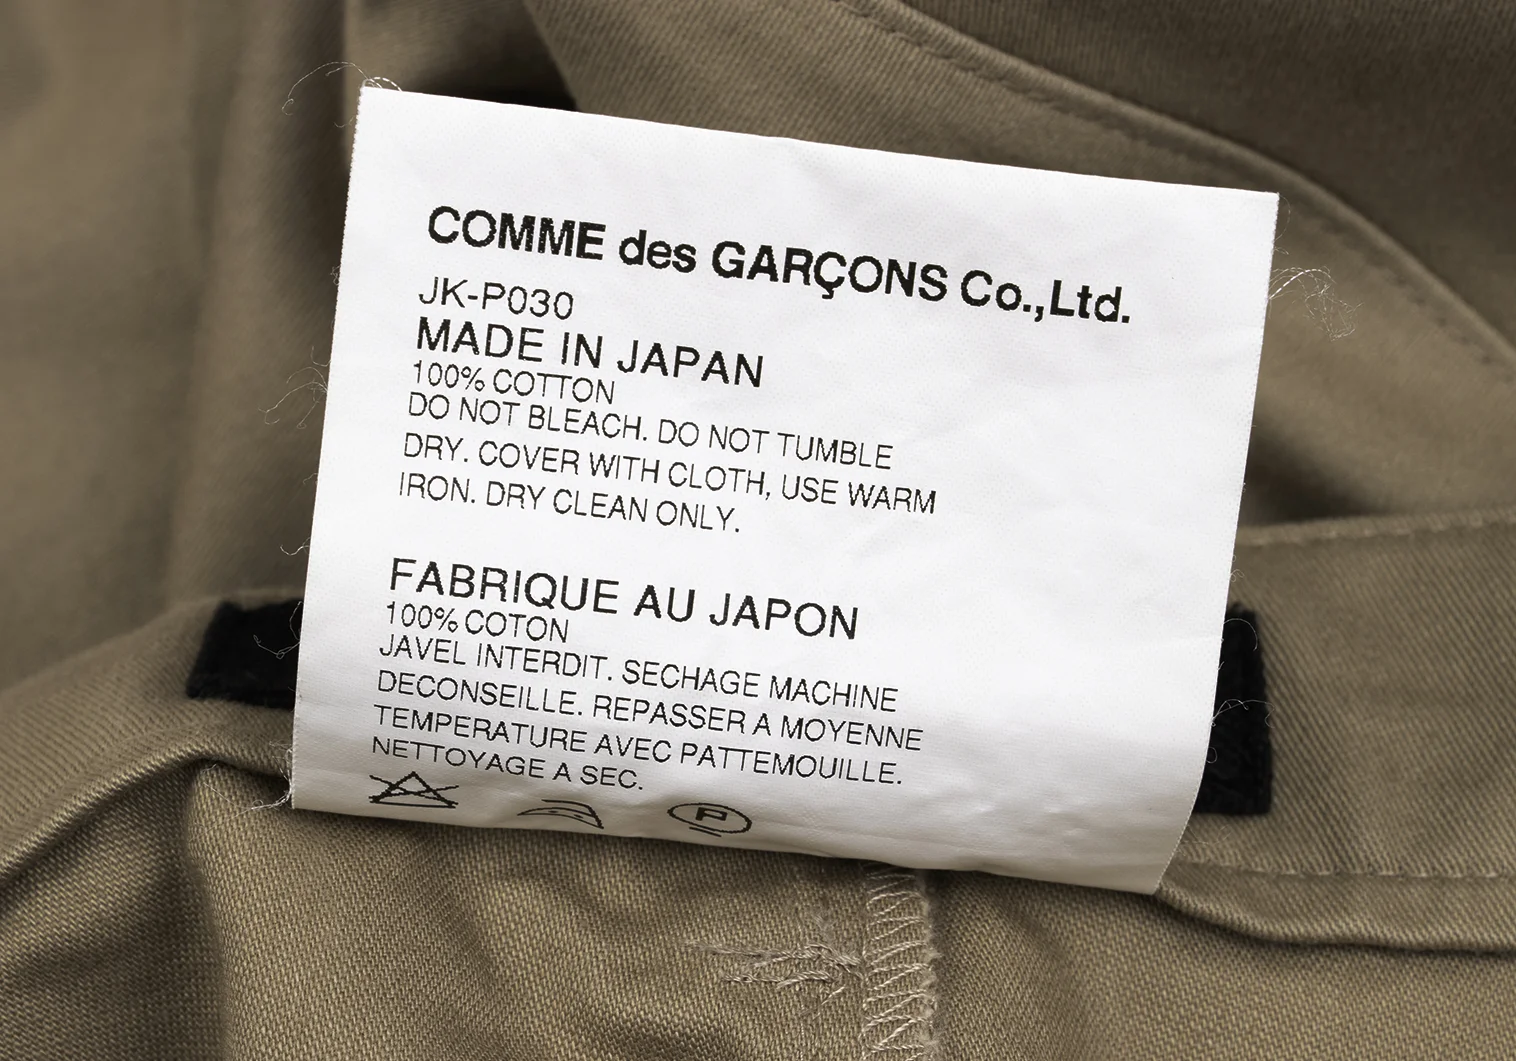 COMME des GARÇONS Co.,Ltd.
JK-P030
MADE IN JAPAN
100% COTTON
DO NOT BLEACH. DO NOT TUMBLE
DRY. COVER WITH CLOTH, USE WARM
IRON. DRY CLEAN ONLY.
FABRIQUE AU JAPON
100% COTON
JAVEL INTERDIT. SECHAGE MACHINE
DECONSEILLE. REPASSER A MOYENNE
TEMPERATURE AVEC PATTEMOUILLE.
NETTOYAGE A SEC.
P